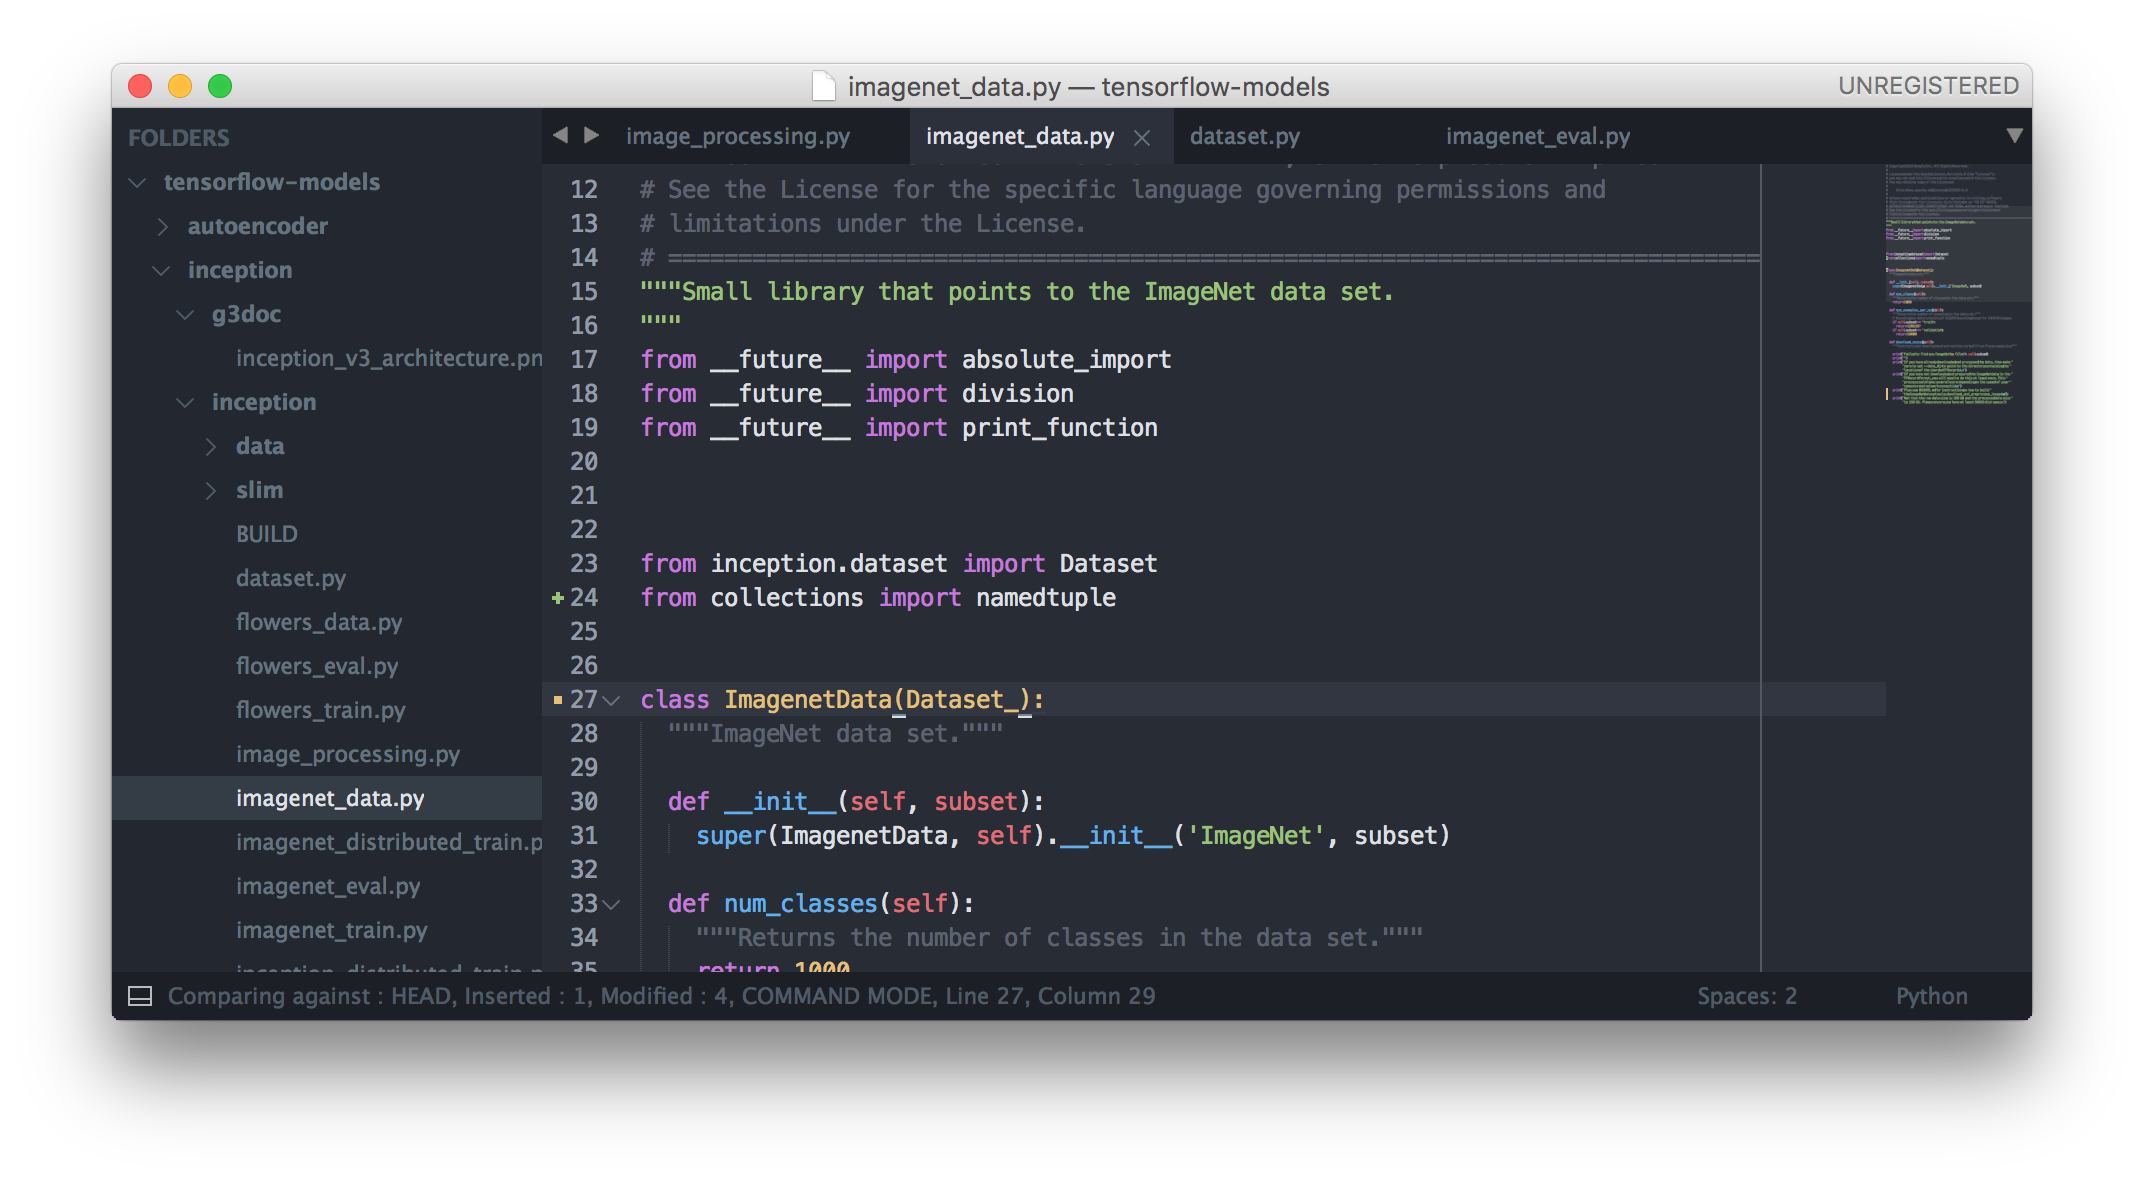 imagenet_data.py — tensorflow-models
UNREGISTERED
FOLDERS
tensorflow-models
autoencoder
inception
g3doc
inception_v3_architecture.pn
inception
data
slim
BUILD
dataset.py
flowers_data.py
flowers_eval.py
flowers_train.py
image_processing.py
imagenet_data.py
imagenet_distributed_train.p
imagenet_eval.py
imagenet_train.py
inception_distributed_train.p
image_processing.py
imagenet_data.py
dataset.py
imagenet_eval.py
12 # See the License for the specific language governing permissions and
13 # limitations under the License.
14 # ==============================================================================
15 """Small library that points to the ImageNet data set.
16 """
17 from __future__ import absolute_import
18 from __future__ import division
19 from __future__ import print_function
20
21
22
23 from inception.dataset import Dataset
+ 24 from collections import namedtuple
25
26
27 class ImagenetData(Dataset_):
28 """ImageNet data set."""
29
30 def __init__(self, subset):
31 super(ImagenetData, self).__init__('ImageNet', subset)
32
33 def num_classes(self):
34 """Returns the number of classes in the data set."""
35 return 1000
Comparing against : HEAD, Inserted : 1, Modified : 4, COMMAND MODE, Line 27, Column 29
Spaces: 2
Python